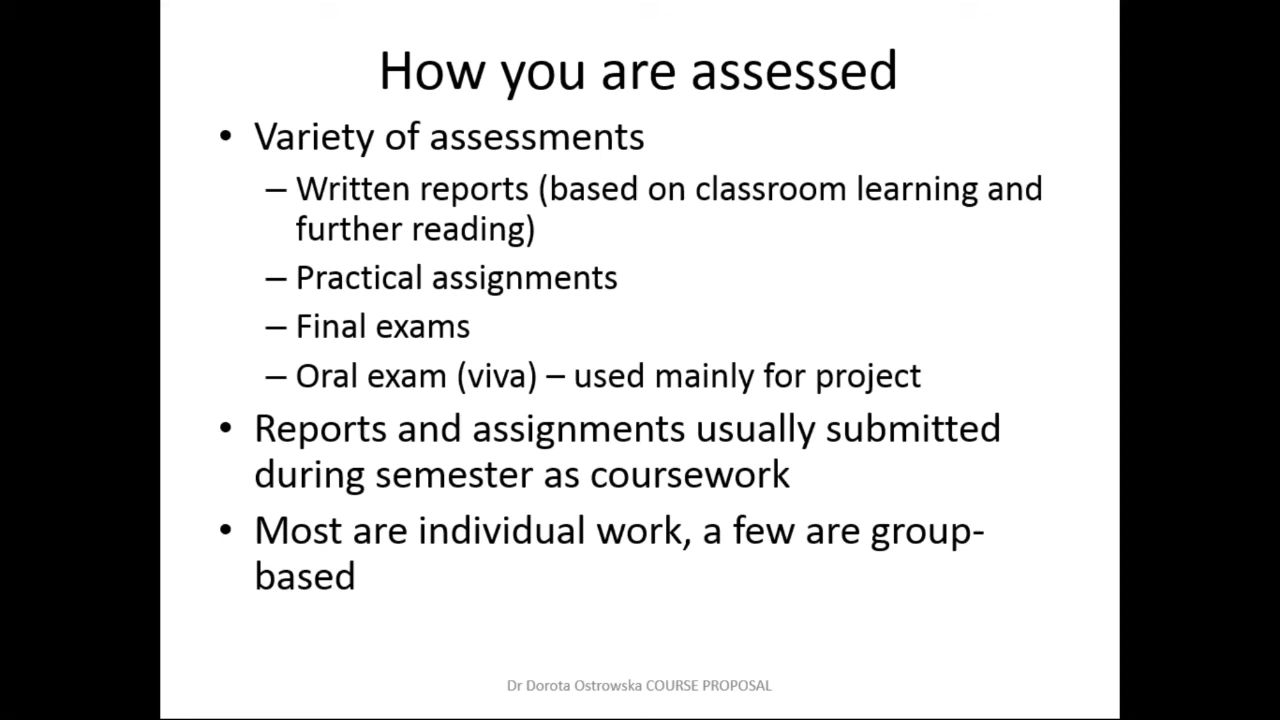 How you are assessed
• Variety of assessments
– Written reports (based on classroom learning and
further reading)
– Practical assignments
– Final exams
– Oral exam (viva) – used mainly for project
• Reports and assignments usually submitted
during semester as coursework
• Most are individual work, a few are group-
based
Dr Dorota Ostrowska COURSE PROPOSAL